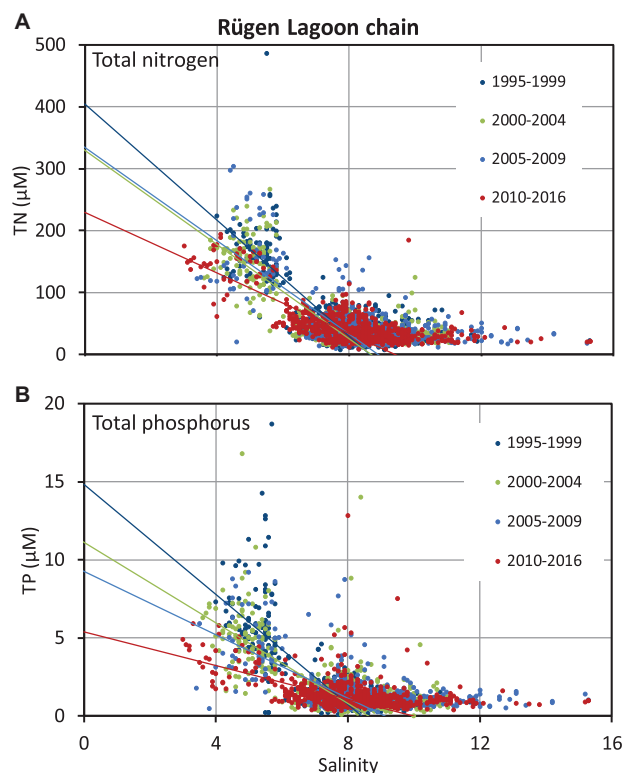 Rügen Lagoon chain
A
Total nitrogen
TN (µM)
500
400
300
200
100
0
1995-1999
2000-2004
2005-2009
2010-2016
B
Total phosphorus
TP (µM)
20
15
10
5
0
1995-1999
2000-2004
2005-2009
2010-2016
0 4 8 12 16
Salinity